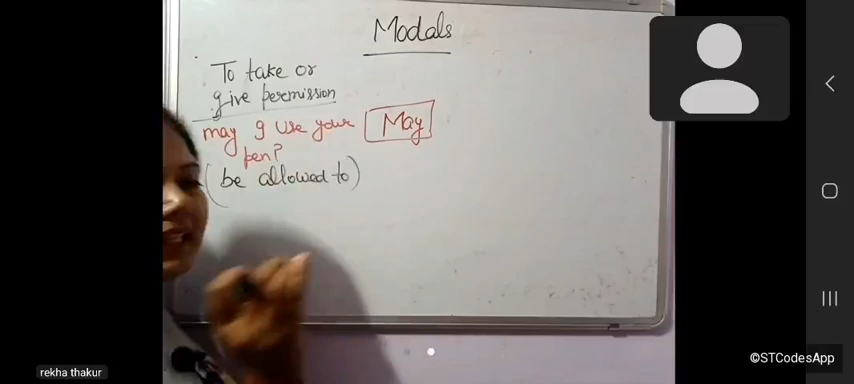 Modals
To take or
give permission
may I use your
pen?
May
(be allowed to)
rekha thakur
©STCodesApp